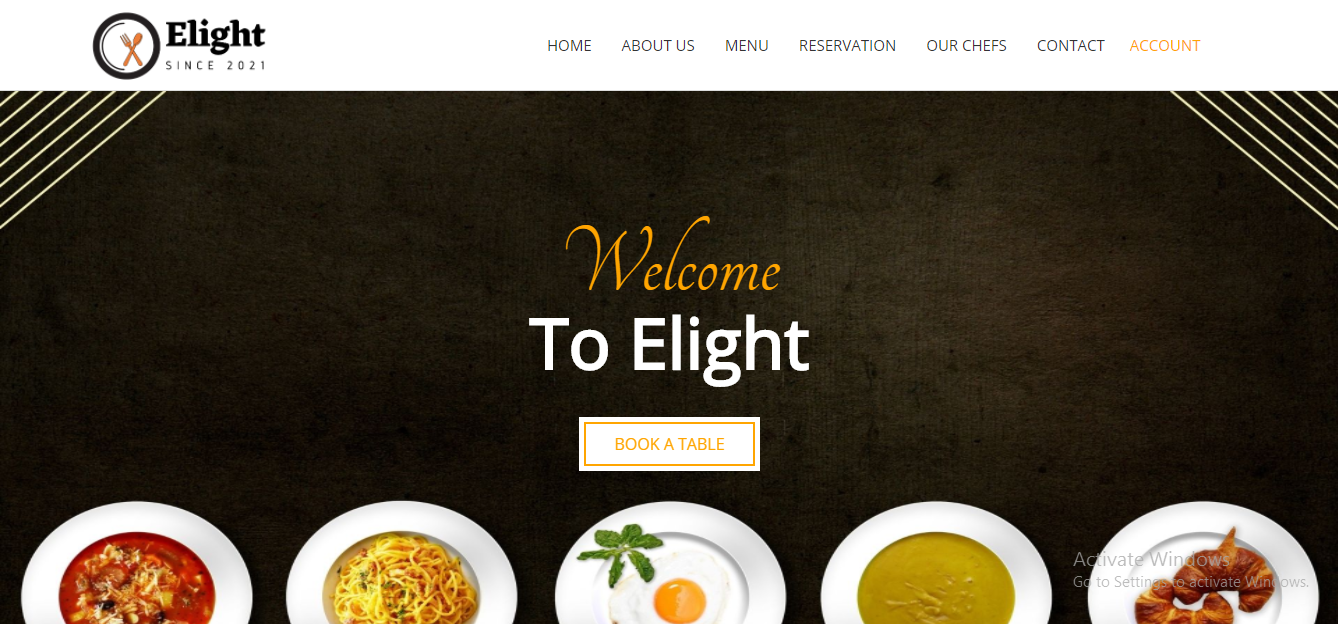 Elight
SINCE 2021
HOME ABOUT US MENU RESERVATION OUR CHEFS CONTACT ACCOUNT
Welcome
To Elight
BOOK A TABLE
Activate Windows
Go to Settings to activate Windows.